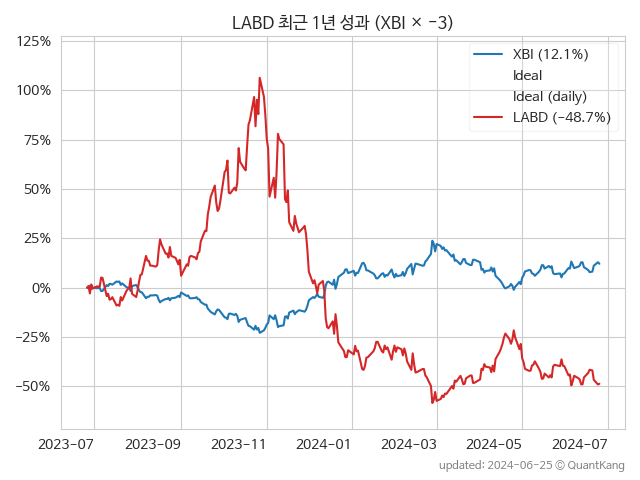 LABD 최근 1년 성과 (XBI × −3)
125%
100%
75%
50%
25%
0%
−25%
−50%
XBI (12.1%)
Ideal
Ideal (daily)
LABD (−48.7%)
2023-07
2023-09
2023-11
2024-01
2024-03
2024-05
2024-07
updated: 2024-06-25 © QuantKang